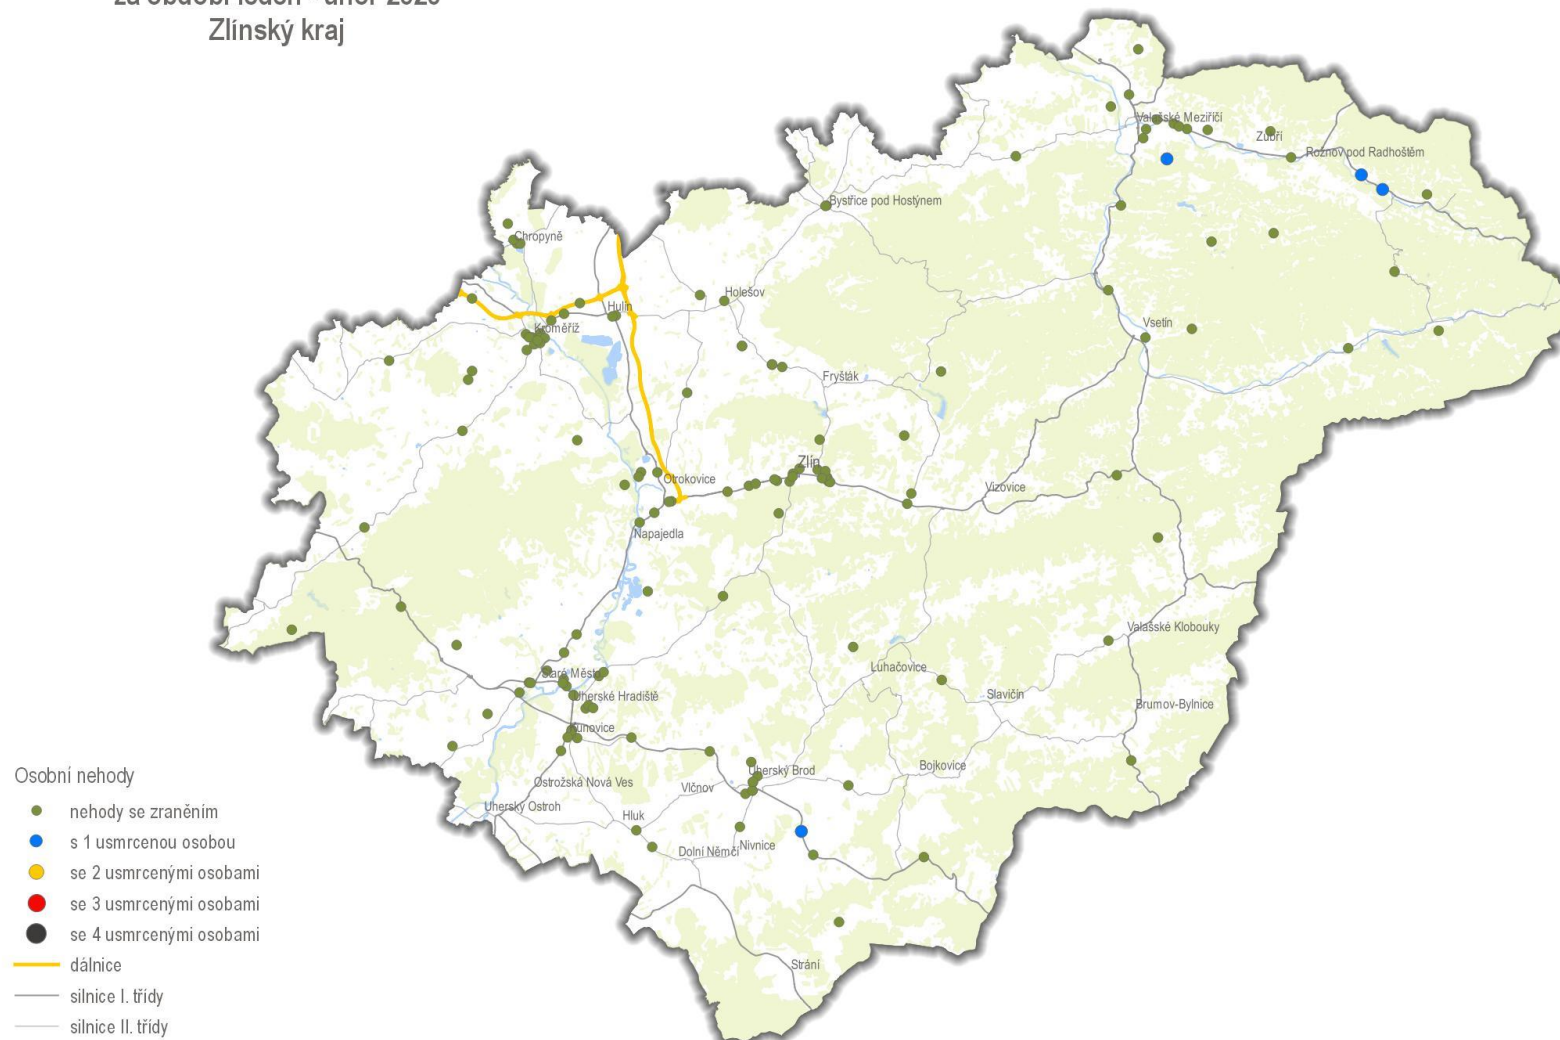 Zlínský kraj
Valašské Meziříčí
Zubří
Rožnov pod Radhoštěm
Bystřice pod Hostýnem
Chropyně
Holešov
Hulín
Kroměříž
Vsetín
Fryšták
Zlín
Otrokovice
Vizovice
Napajedla
Valašské Klobouky
Luhačovice
Staré Město
Slavičín
Uherské Hradiště
Brumov-Bylnice
Kunovice
Bojkovice
Uherský Brod
Ostrožská Nová Ves
Vlčnov
Uherský Ostroh
Hluk
Nivnice
Dolní Němčí
Strání
Osobní nehody
nehody se zraněním
s 1 usmrcenou osobou
se 2 usmrcenými osobami
se 3 usmrcenými osobami
se 4 usmrcenými osobami
dálnice
silnice I. třídy
silnice II. třídy